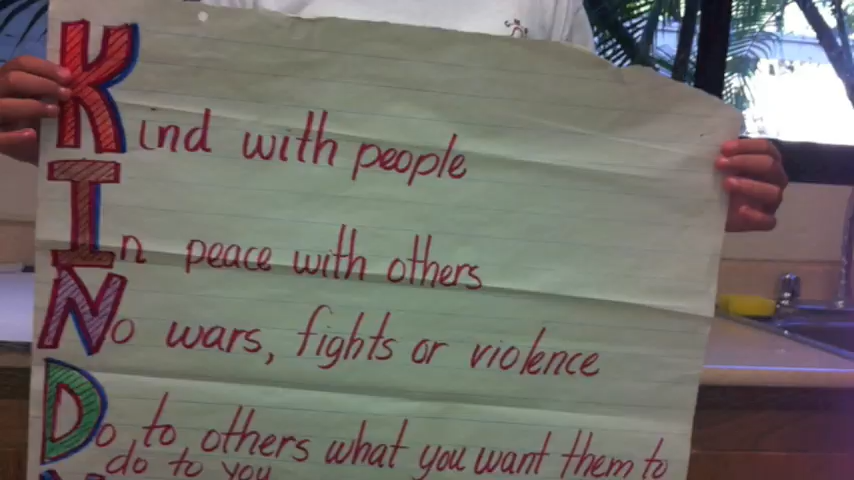 Kind with people
In peace with others
No wars, fights or violence
Do to others what you want them to
do to you